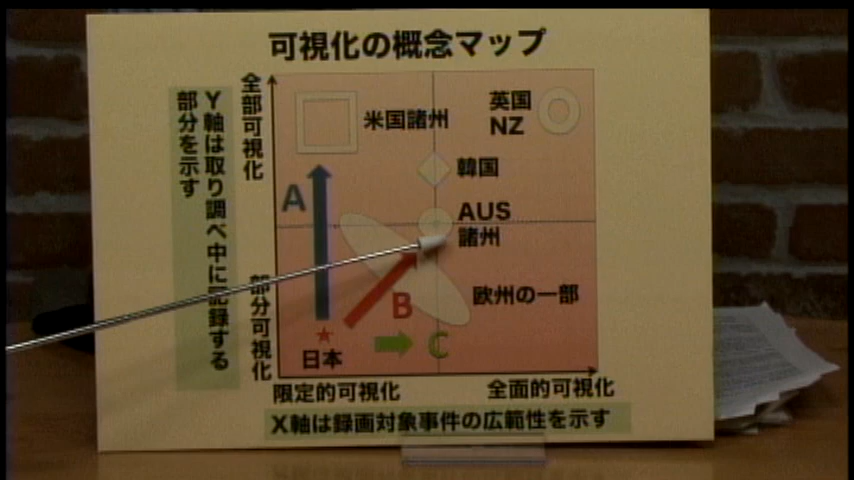 可視化の概念マップ
Y軸は取り調べ中に記録する
部分を示す
全部可視化
部分可視化
米国諸州
英国
NZ
韓国
AUS
諸州
欧州の一部
A
B
C
日本
限定的可視化
全面的可視化
X軸は録画対象事件の広範性を示す